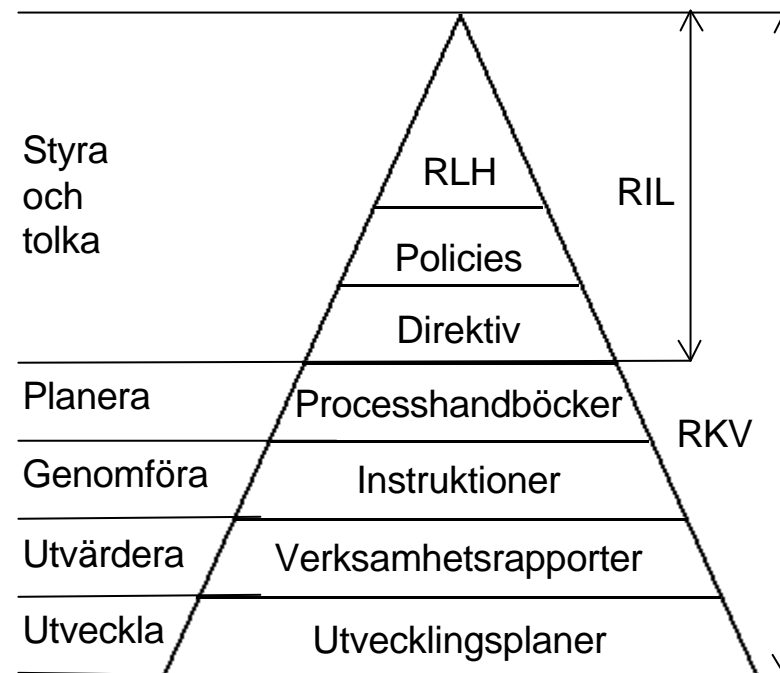 Styra
och
tolka
RLH
RIL
Policies
Direktiv
Planera
Processhandböcker
RKV
Genomföra
Instruktioner
Utvärdera
Verksamhetsrapporter
Utveckla
Utvecklingsplaner